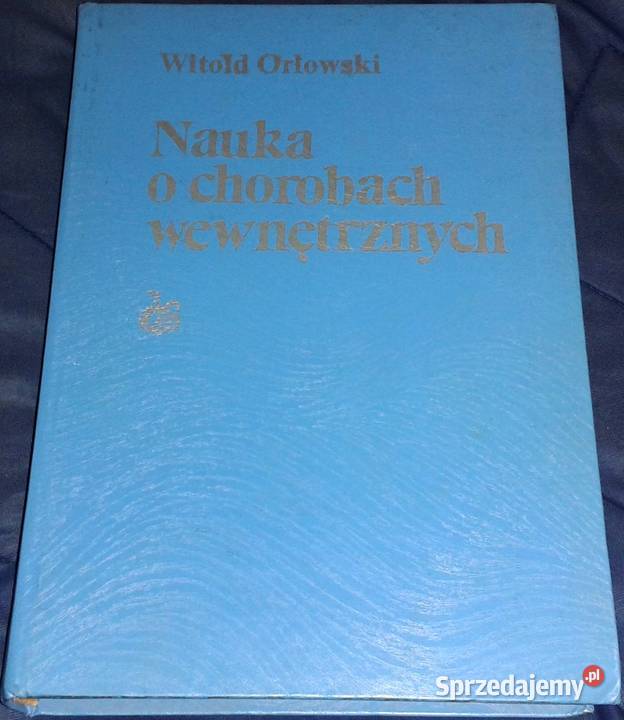 Witold Orłowski
Nauka
o chorobach
wewnętrznych
Sprzedajemy.pl